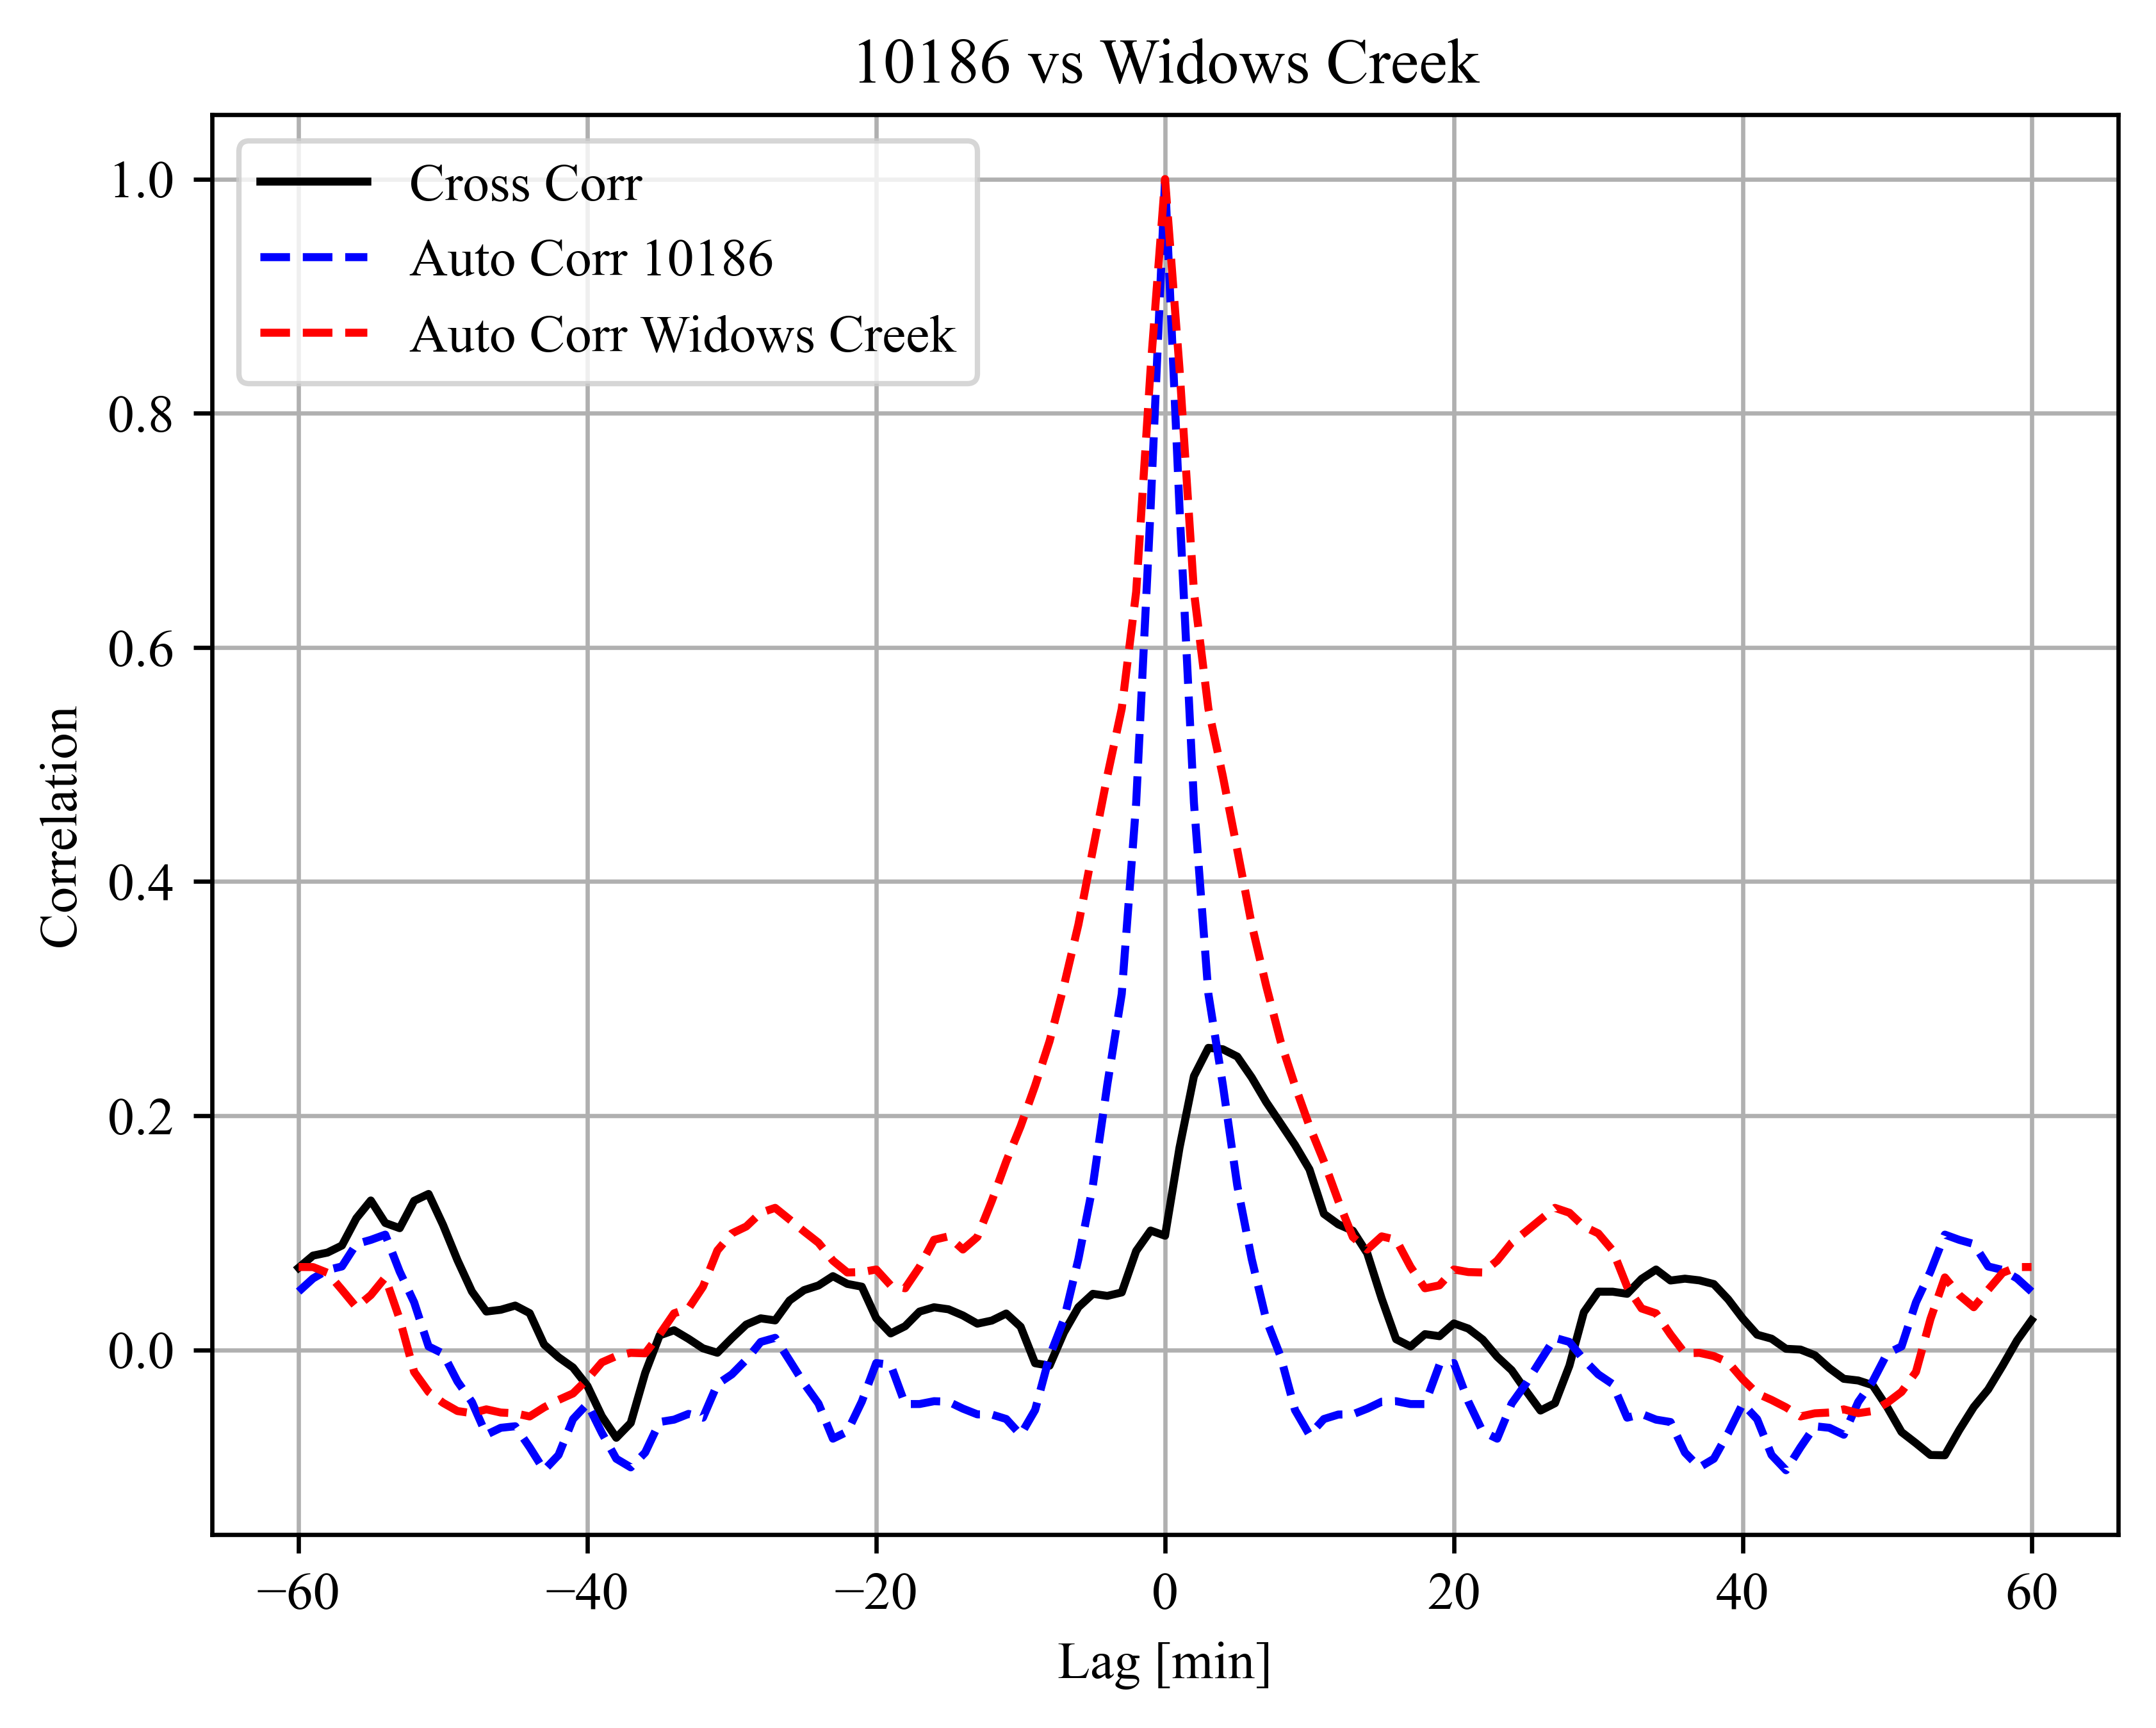 10186 vs Widows Creek
Cross Corr
Auto Corr 10186
Auto Corr Widows Creek
1.0
0.8
0.6
0.4
0.2
0.0
Correlation
−60
−40
−20
0
20
40
60
Lag [min]